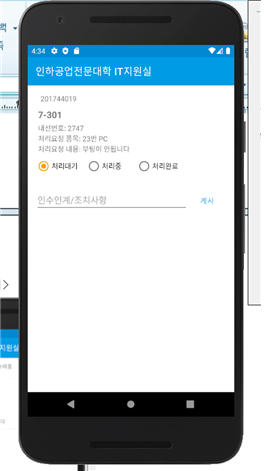 4:34
인하공업전문대학 IT지원실
201744019
7-301
내선번호: 2747
처리요청 품목: 23번 PC
처리요청 내용: 부팅이 안됩니다
처리대기 처리중 처리완료
인수인계/조치사항 게시